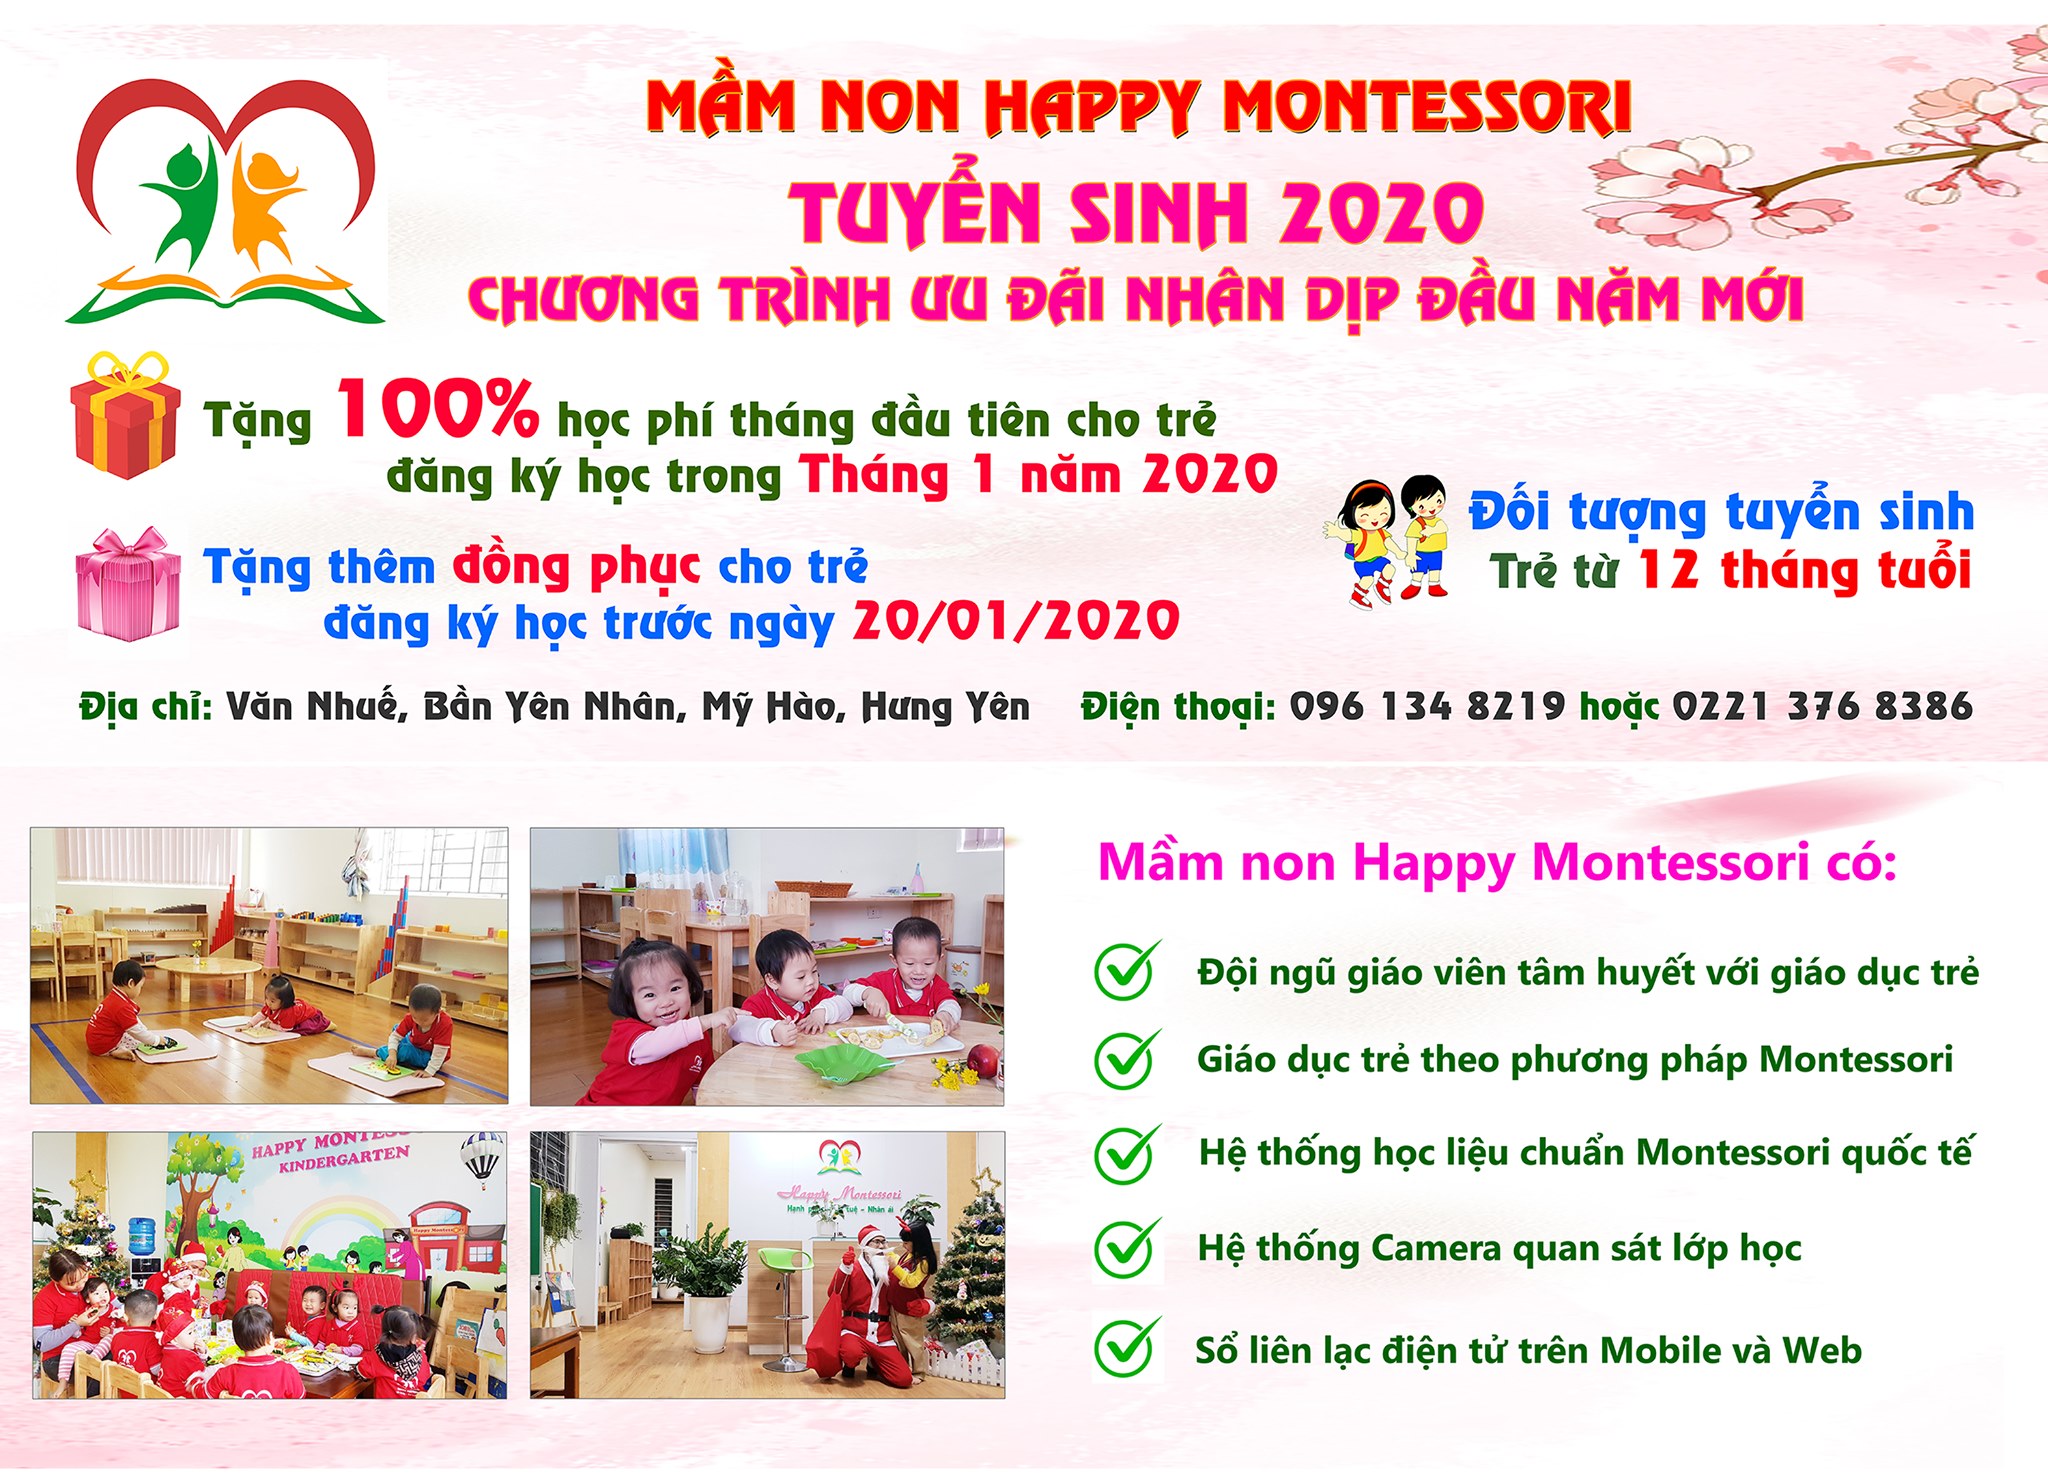 MẦM NON HAPPY MONTESSORI
TUYỂN SINH 2020
CHƯƠNG TRÌNH ƯU ĐÃI NHÂN DỊP ĐẦU NĂM MỚI
Tặng 100% học phí tháng đầu tiên cho trẻ
đăng ký học trong Tháng 1 năm 2020
Tặng thêm đồng phục cho trẻ
đăng ký học trước ngày 20/01/2020
Đối tượng tuyển sinh
Trẻ từ 12 tháng tuổi
Địa chỉ: Văn Nhuế, Bần Yên Nhân, Mỹ Hào, Hưng Yên
Điện thoại: 096 134 8219 hoặc 0221 376 8386
HAPPY
KINDERGARTEN
Happy Montessori
Nhân ái
Mầm non Happy Montessori có:
Đội ngũ giáo viên tâm huyết với giáo dục trẻ
Giáo dục trẻ theo phương pháp Montessori
Hệ thống học liệu chuẩn Montessori quốc tế
Hệ thống Camera quan sát lớp học
Sổ liên lạc điện tử trên Mobile và Web